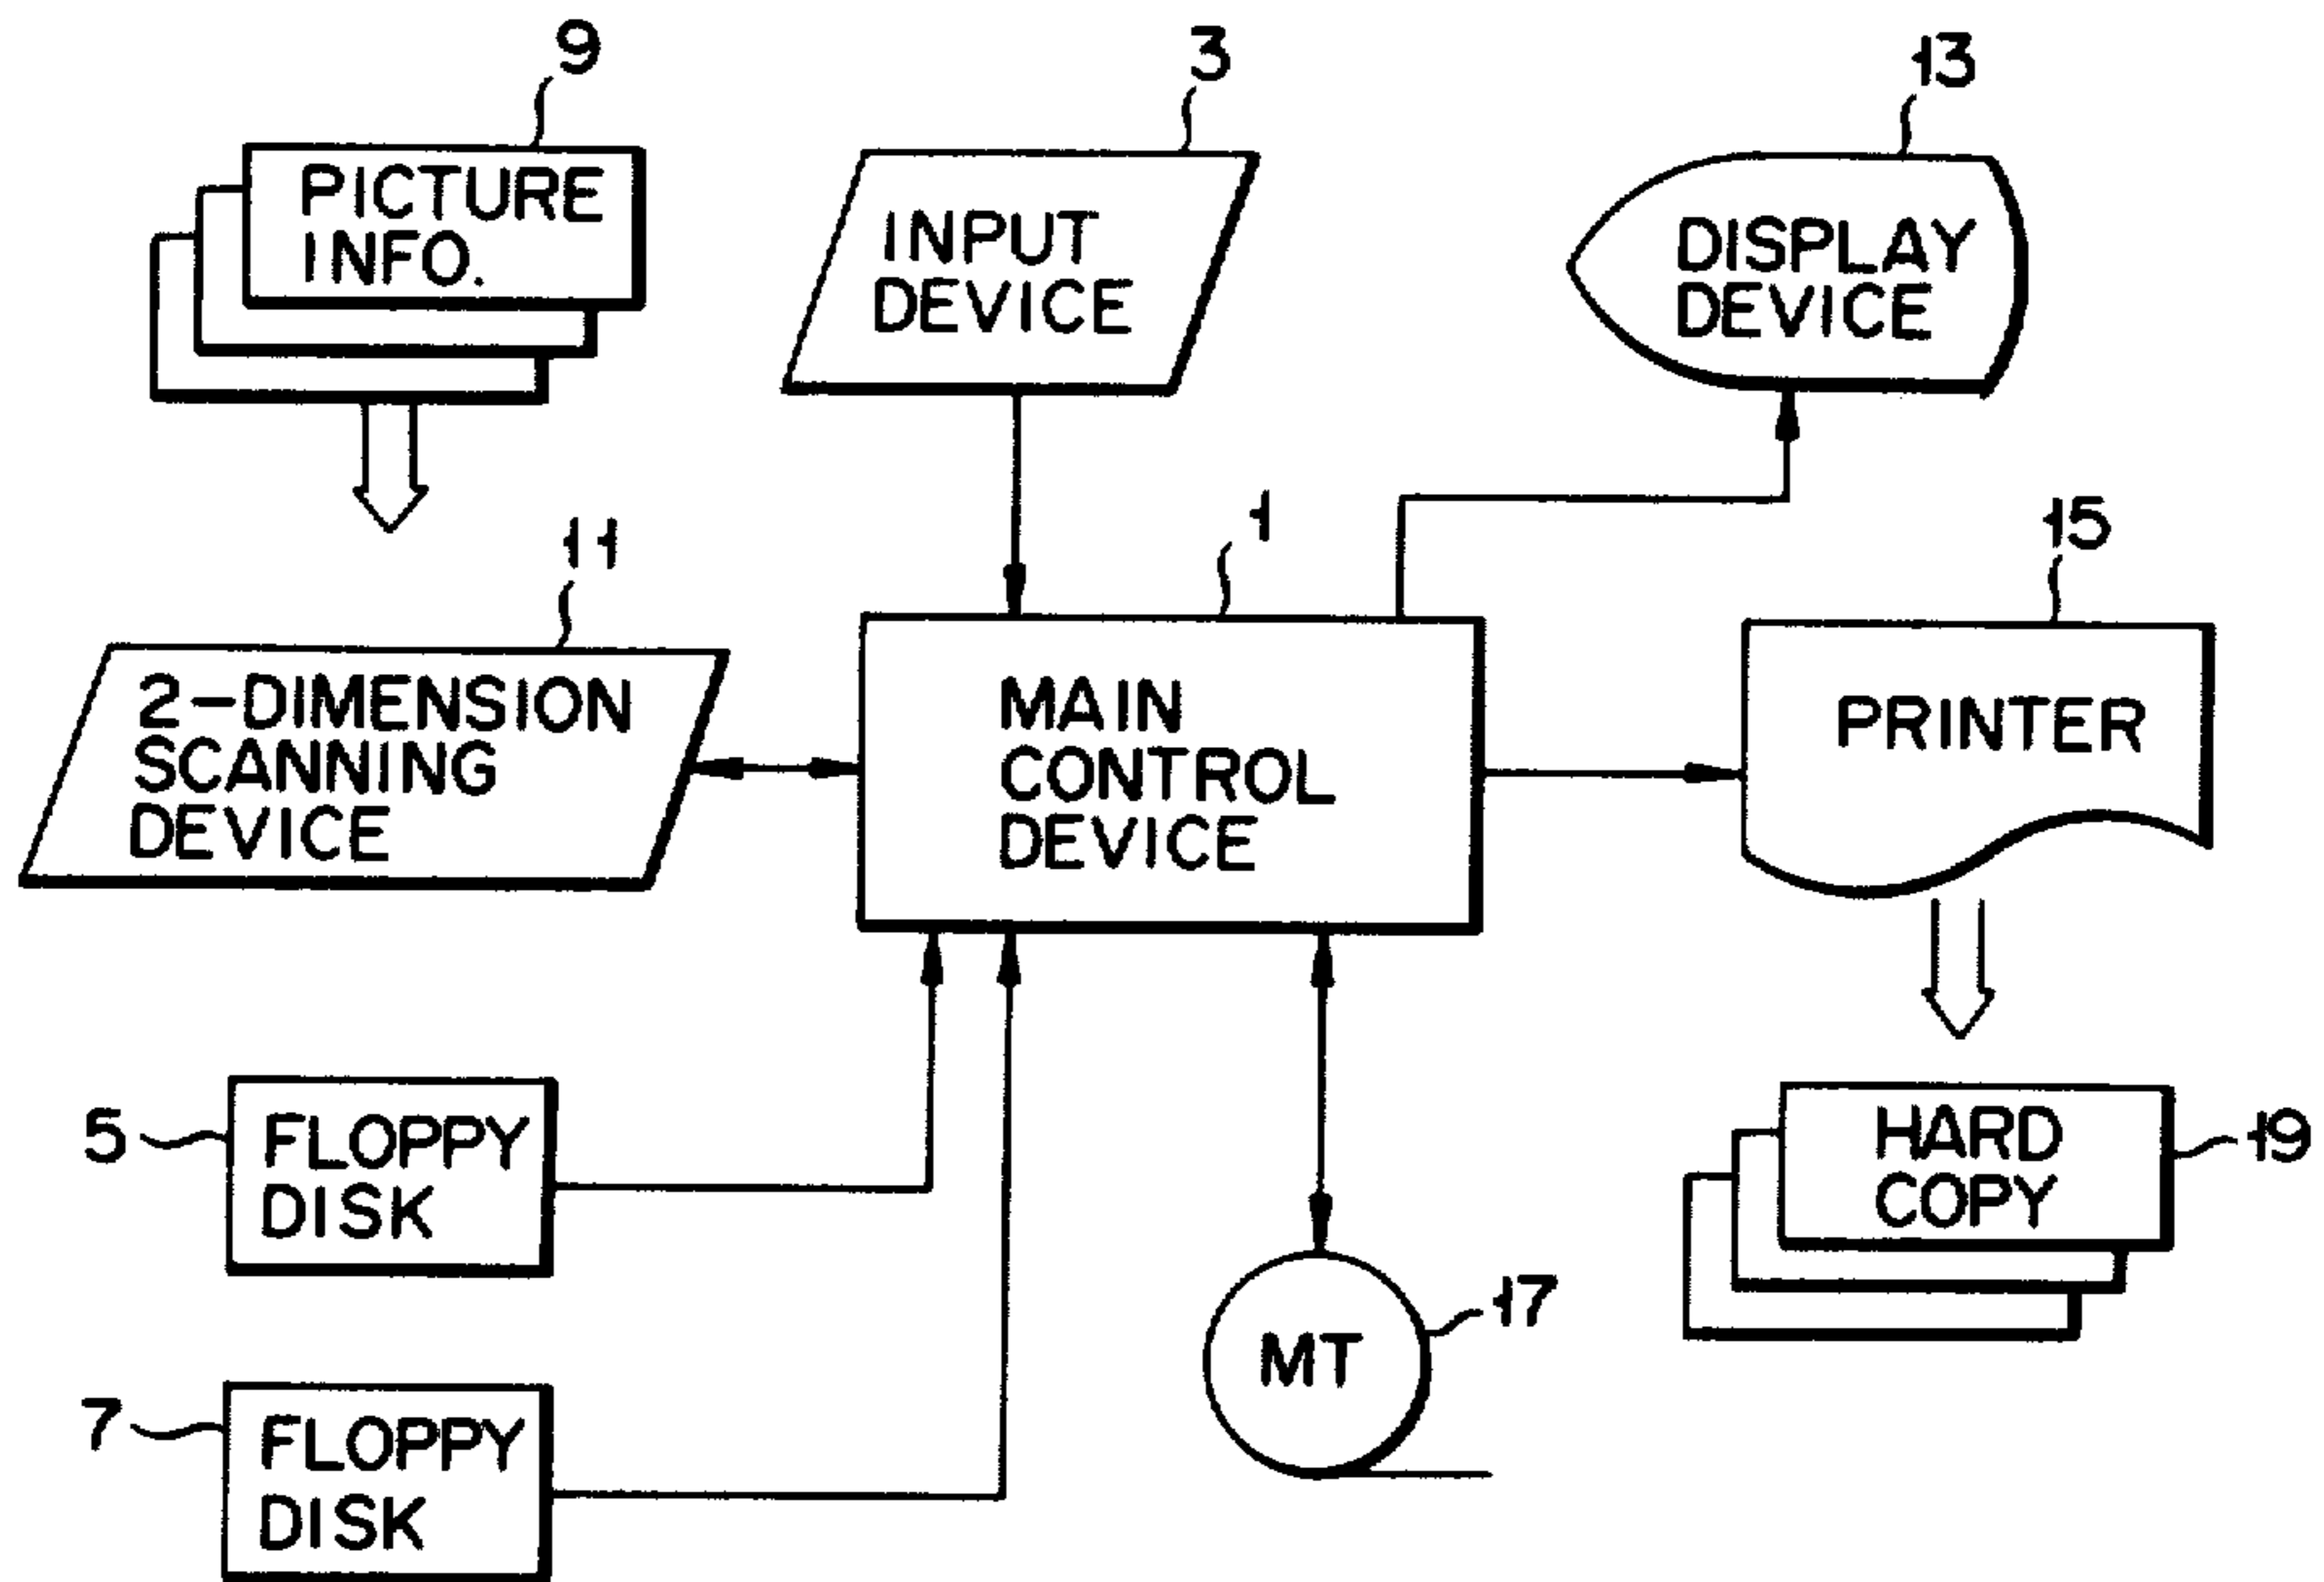 9
PICTURE
INFO.
3
INPUT
DEVICE
13
DISPLAY
DEVICE
11
2-DIMENSION
SCANNING
DEVICE
1
MAIN
CONTROL
DEVICE
15
PRINTER
5
FLOPPY
DISK
7
FLOPPY
DISK
MT
17
HARD
COPY
19